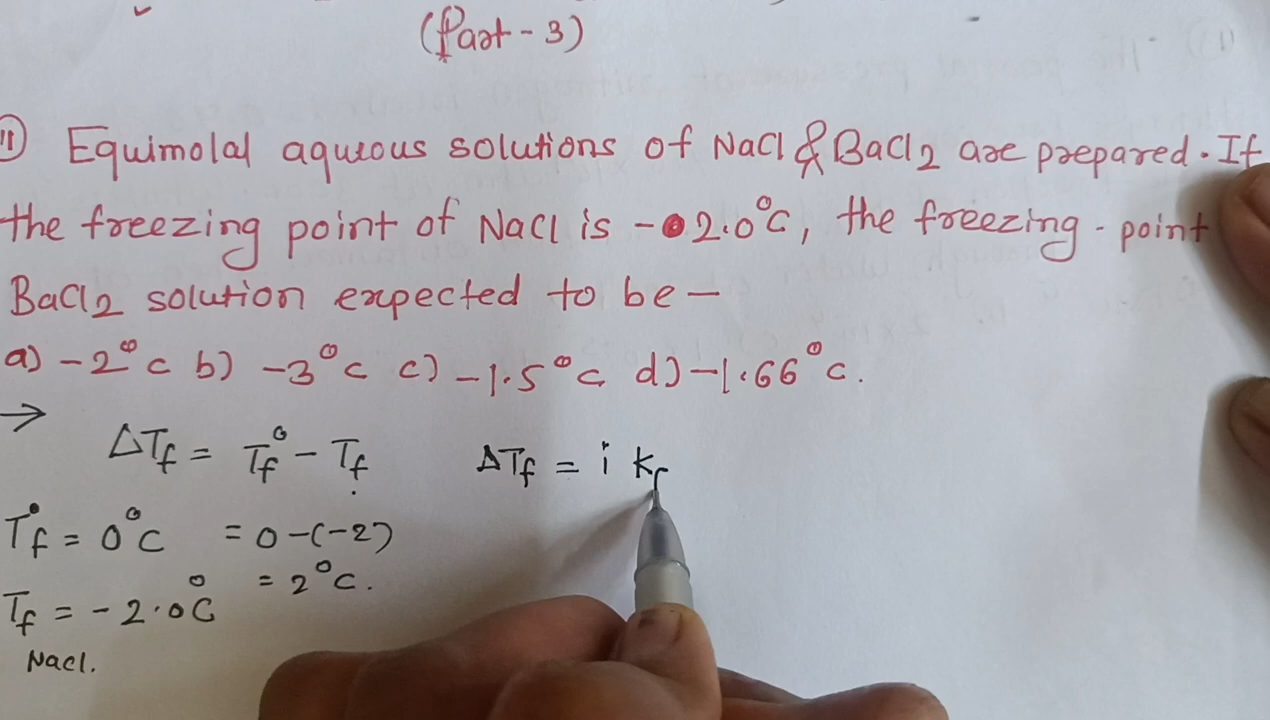 (Part - 3)
11) Equimolal aqueous solutions of NaCl & BaCl2 are prepared. If
the freezing point of NaCl is -2.0°C, the freezing-point
BaCl2 solution expected to be —
a) -2°c b) -3°c c) -1.5°c d) -1.66°c.
→ ΔTf = Tf° - Tf ΔTf = i Kf
Tf° = 0°C = 0-(-2)
= 2°C.
Tf = -2.0°C
Nacl.